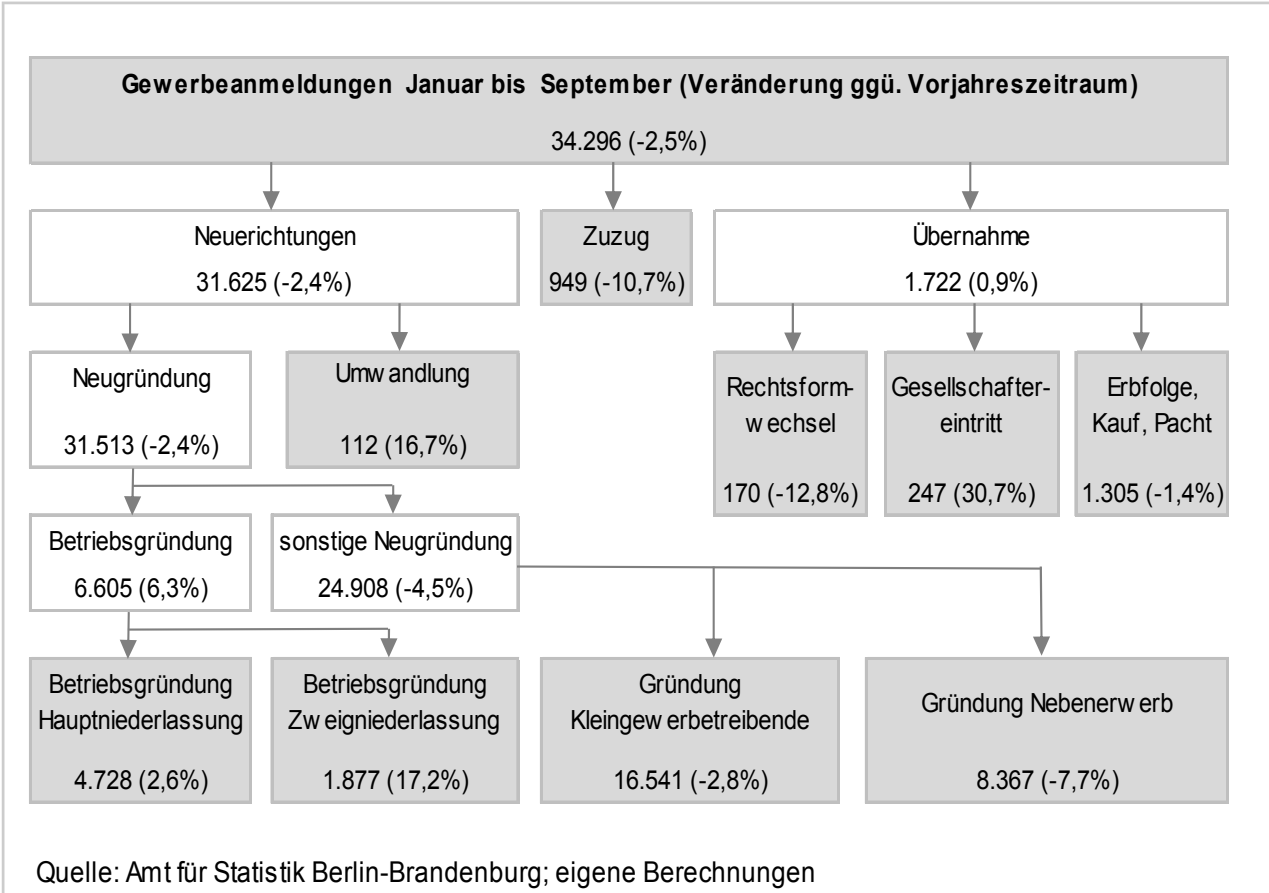 Gewerbeanmeldungen Januar bis September (Veränderung ggü. Vorjahreszeitraum)
34.296 (-2,5%)
Neuerichtungen
31.625 (-2,4%)
Zuzug
949 (-10,7%)
Übernahme
1.722 (0,9%)
Neugründung
31.513 (-2,4%)
Umwandlung
112 (16,7%)
Rechtsform-
wechsel
170 (-12,8%)
Gesellschafter-
eintritt
247 (30,7%)
Erbfolge,
Kauf, Pacht
1.305 (-1,4%)
Betriebsgründung
6.605 (6,3%)
sonstige Neugründung
24.908 (-4,5%)
Betriebsgründung
Hauptniederlassung
4.728 (2,6%)
Betriebsgründung
Zweigniederlassung
1.877 (17,2%)
Gründung
Kleingewerbetreibende
16.541 (-2,8%)
Gründung Nebenerwerb
8.367 (-7,7%)
Quelle: Amt für Statistik Berlin-Brandenburg; eigene Berechnungen